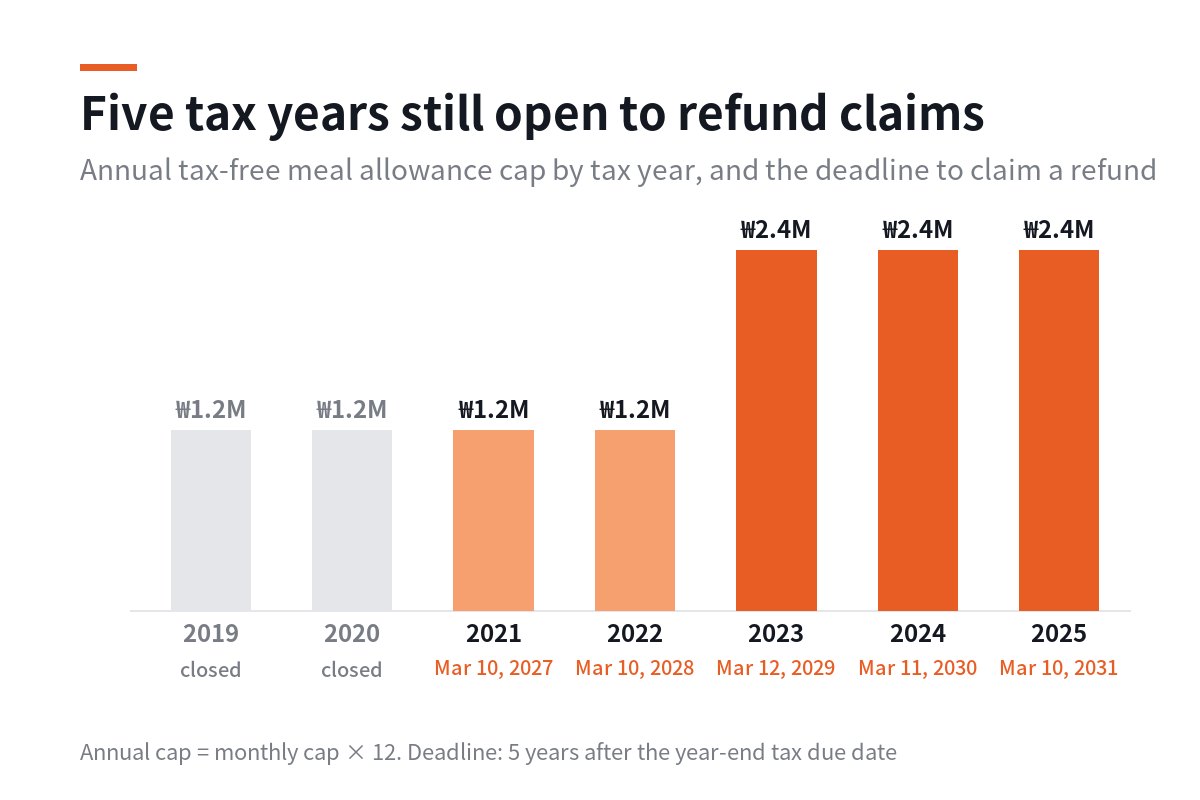 Five tax years still open to refund claims
Annual tax-free meal allowance cap by tax year, and the deadline to claim a refund
₩2.4M ₩2.4M ₩2.4M
₩1.2M ₩1.2M ₩1.2M ₩1.2M
2019 2020 2021 2022 2023 2024 2025
closed closed Mar 10, 2027 Mar 10, 2028 Mar 12, 2029 Mar 11, 2030 Mar 10, 2031
Annual cap = monthly cap × 12. Deadline: 5 years after the year-end tax due date